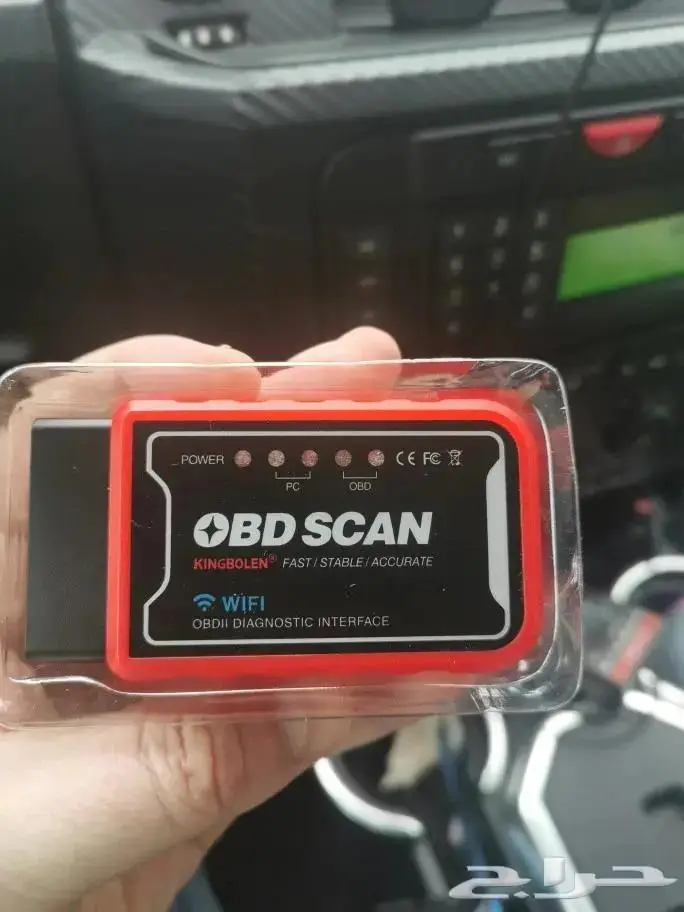 POWER
PC OBD
CE FC
OBD SCAN
KINGBOLEN® FAST / STABLE / ACCURATE
WIFI
OBDII DIAGNOSTIC INTERFACE
حراج